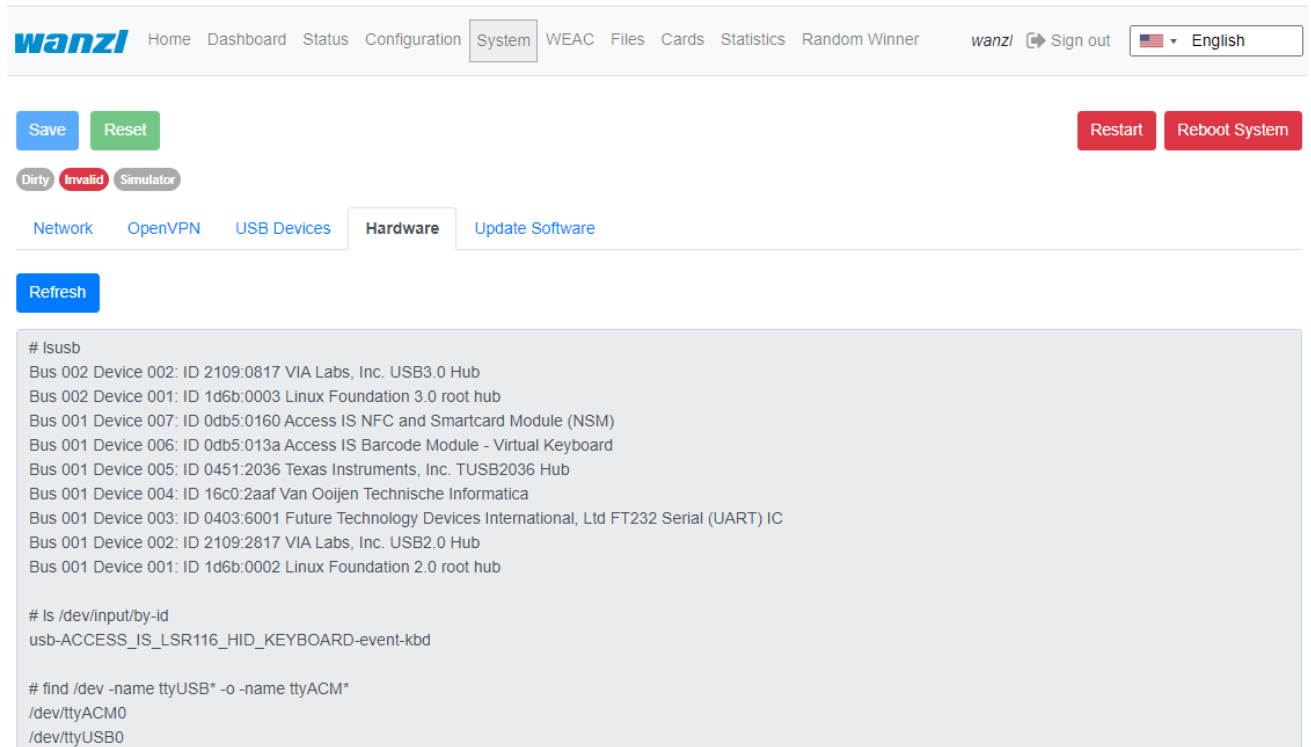 wanzl Home Dashboard Status Configuration System WEAC Files Cards Statistics Random Winner wanzl Sign out English
Save Reset Restart Reboot System
Dirty Invalid Simulator
Network OpenVPN USB Devices Hardware Update Software
Refresh
# lsusb
Bus 002 Device 002: ID 2109:0817 VIA Labs, Inc. USB3.0 Hub
Bus 002 Device 001: ID 1d6b:0003 Linux Foundation 3.0 root hub
Bus 001 Device 007: ID 0db5:0160 Access IS NFC and Smartcard Module (NSM)
Bus 001 Device 006: ID 0db5:013a Access IS Barcode Module - Virtual Keyboard
Bus 001 Device 005: ID 0451:2036 Texas Instruments, Inc. TUSB2036 Hub
Bus 001 Device 004: ID 16c0:2aaf Van Ooijen Technische Informatica
Bus 001 Device 003: ID 0403:6001 Future Technology Devices International, Ltd FT232 Serial (UART) IC
Bus 001 Device 002: ID 2109:2817 VIA Labs, Inc. USB2.0 Hub
Bus 001 Device 001: ID 1d6b:0002 Linux Foundation 2.0 root hub
# ls /dev/input/by-id
usb-ACCESS_IS_LSR116_HID_KEYBOARD-event-kbd
# find /dev -name ttyUSB* -o -name ttyACM*
/dev/ttyACM0
/dev/ttyUSB0